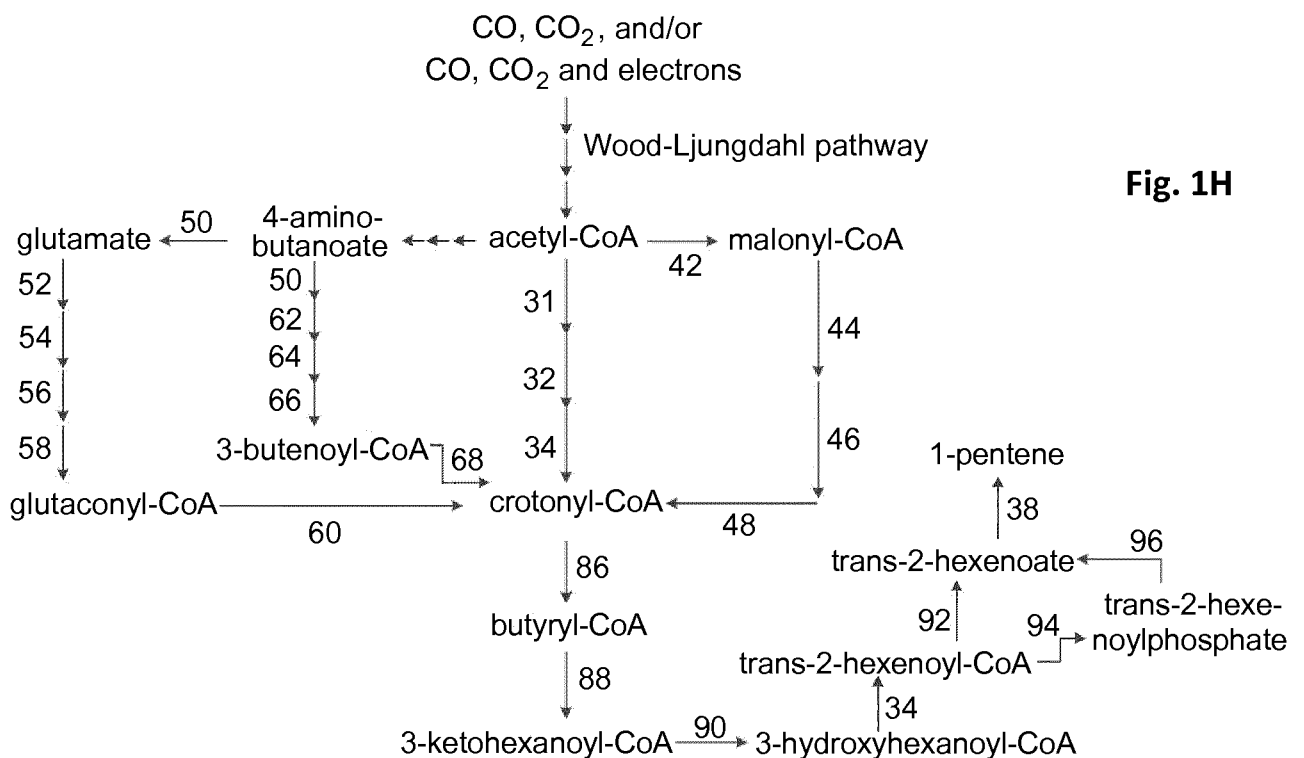 CO, CO2, and/or
CO, CO2 and electrons
Wood-Ljungdahl pathway
Fig. 1H
glutamate
50
4-amino-
butanoate
acetyl-CoA
42
malonyl-CoA
52
54
56
58
50
62
64
66
31
32
34
44
46
3-butenoyl-CoA
68
1-pentene
glutaconyl-CoA
60
crotonyl-CoA
48
38
86
trans-2-hexenoate
96
butyryl-CoA
92
94
trans-2-hexe-
noylphosphate
trans-2-hexenoyl-CoA
88
34
3-ketohexanoyl-CoA
90
3-hydroxyhexanoyl-CoA